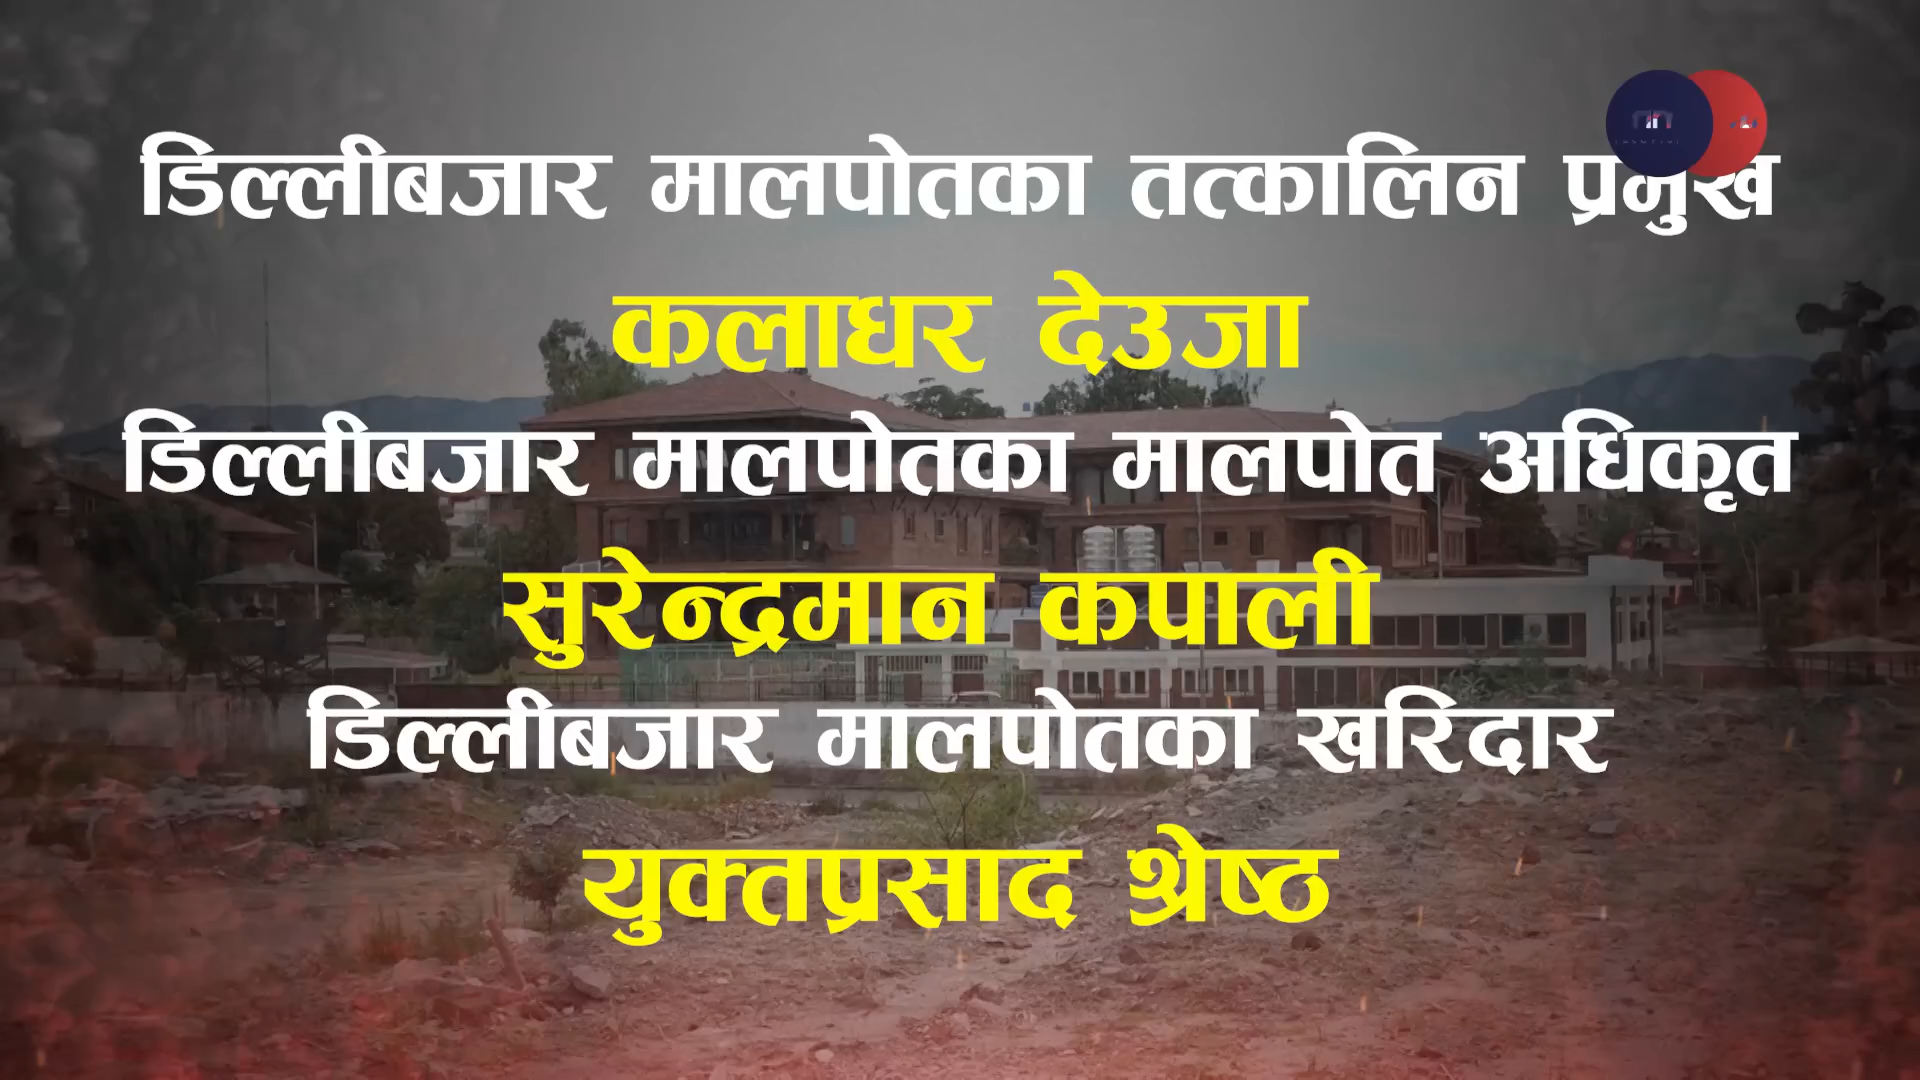 डिल्लीबजार मालपोतका तत्कालिन प्रमुख
कलाधर देउजा
डिल्लीबजार मालपोतका मालपोत अधिकृत
सुरेन्द्रमान कपाली
डिल्लीबजार मालपोतका खरिदार
युक्तप्रसाद श्रेष्ठ